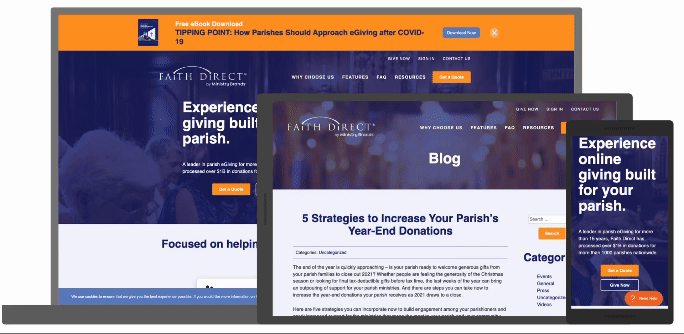 Free eBook Download
TIPPING POINT: How Parishes Should Approach eGiving after COVID-
19
Download Now
GIVE NOW SIGN IN CONTACT US
FAITH DIRECT
by Ministry Brands
WHY CHOOSE US FEATURES FAQ RESOURCES Get a Quote
Experience
giving built
parish.
A leader in parish eGiving for more
processed over $1B in donations for
Get a Quote
Focused on helpin
We use cookies to ensure that we give you the best experience possible. If you would like more information on
GIVE NOW SIGN IN CONTACT US
FAITH DIRECT
by Ministry Brands
WHY CHOOSE US FEATURES FAQ RESOURCES
Blog
5 Strategies to Increase Your Parish's
Year-End Donations
Categories: Uncategorized
The end of the year is quickly approaching – is your parish ready to welcome generous gifts from
your parish families to close out 2021? Whether people are feeling the generosity of the Christmas
season or looking for final tax-deductible gifts before tax time, the last weeks of the year can bring
an outpouring of support for your parish ministries. And there are steps you can take now to
increase the year-end donations your parish receives as 2021 draws to a close.
Here are five strategies you can incorporate now to build engagement among your parishioners and
Search ...
Search
Categor
Events
General
Press
Uncategorize
Videos
Experience
online
giving built
for your
parish.
A leader in parish eGiving for more
than 15 years, Faith Direct has
processed over $1B in donations for
more than 1000 parishes nationwide.
Get a Quote
Give Now
Need Help